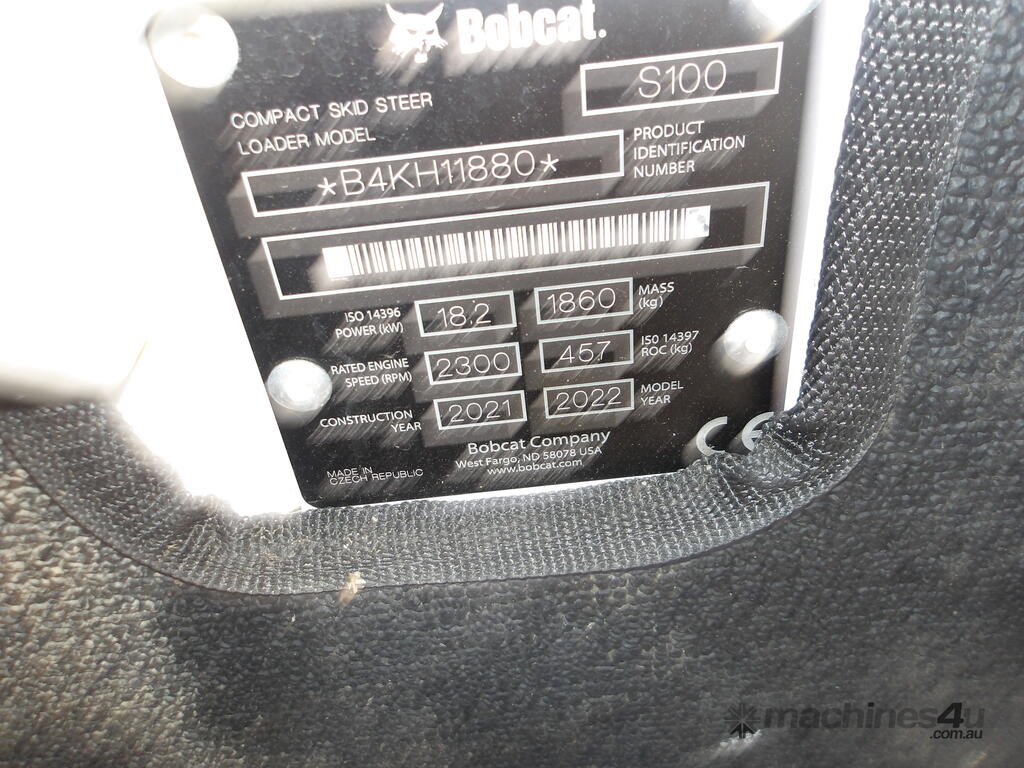 Bobcat.
COMPACT SKID STEER
LOADER MODEL
S100
*B4KH11880*
PRODUCT
IDENTIFICATION
NUMBER
ISO 14396
POWER (kW)
18.2
1860
MASS
(kg)
RATED ENGINE
SPEED (RPM)
2300
457
ISO 14397
ROC (kg)
CONSTRUCTION
YEAR
2021
2022
MODEL
YEAR
Bobcat Company
West Fargo, ND 58078 USA
www.bobcat.com
MADE IN
CZECH REPUBLIC
CE
machines4u
.com.au